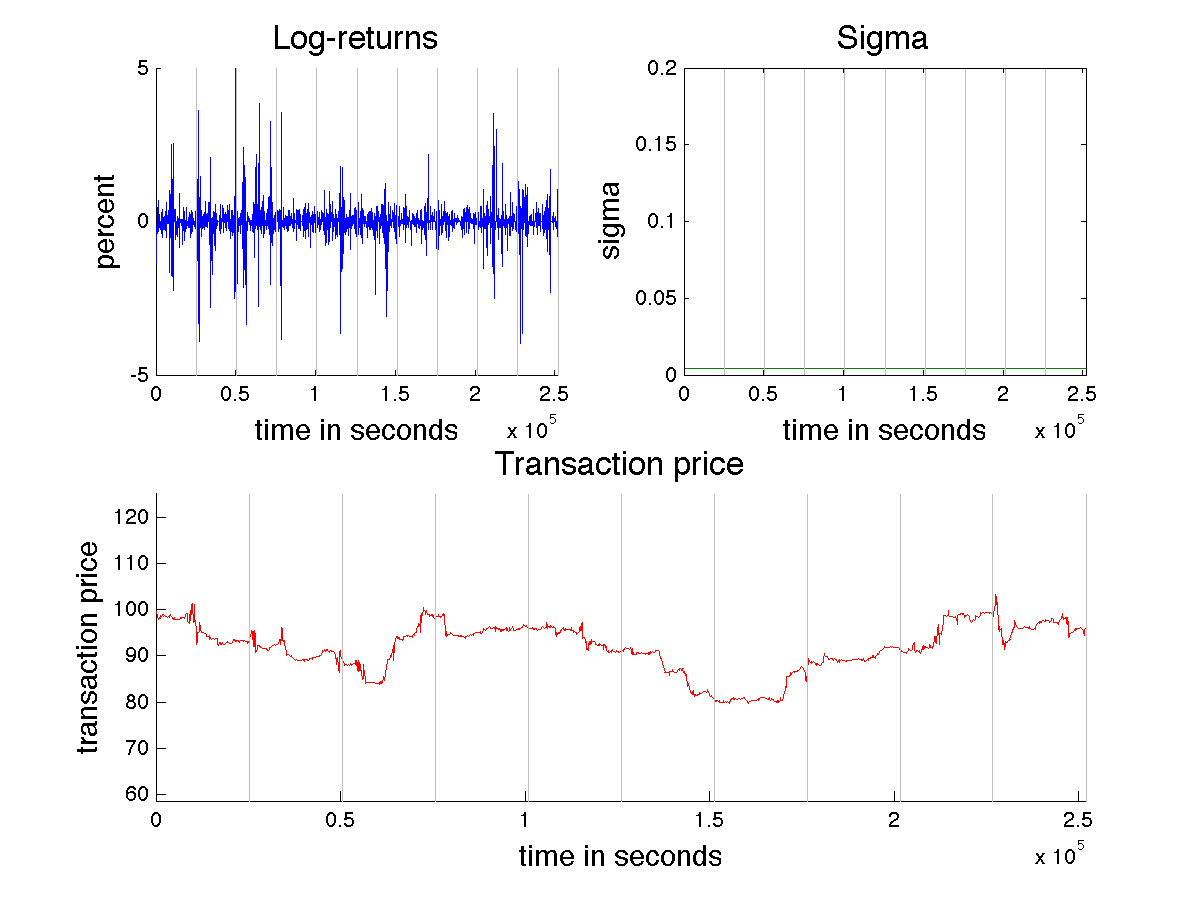 Log-returns
5
0
-5
percent
0 0.5 1 1.5 2 2.5
x 10^5
time in seconds
Sigma
0.2
0.15
0.1
0.05
0
sigma
0 0.5 1 1.5 2 2.5
x 10^5
time in seconds
Transaction price
120
110
100
90
80
70
60
transaction price
0 0.5 1 1.5 2 2.5
x 10^5
time in seconds